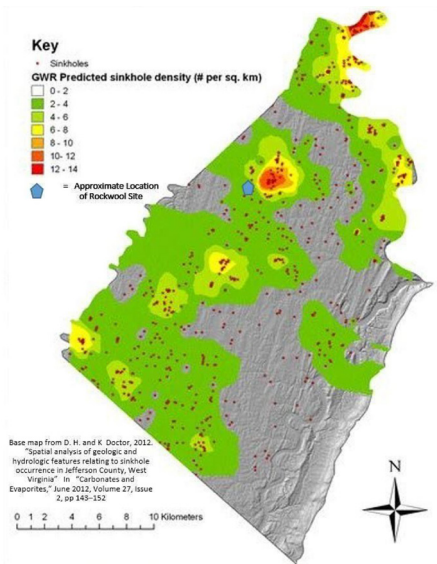 Key
Sinkholes
GWR Predicted sinkhole density (# per sq. km)
0 - 2
2 - 4
4 - 6
6 - 8
8 - 10
10- 12
12 - 14
= Approximate Location
of Rockwool Site
Base map from D. H. and K Doctor, 2012.
"Spatial analysis of geologic and
hydrologic features relating to sinkhole
occurrence in Jefferson County, West
Virginia" In "Carbonates and
Evaporites," June 2012, Volume 27, Issue
2, pp 143–152
0 1 2 4 6 8 10 Kilometers
N